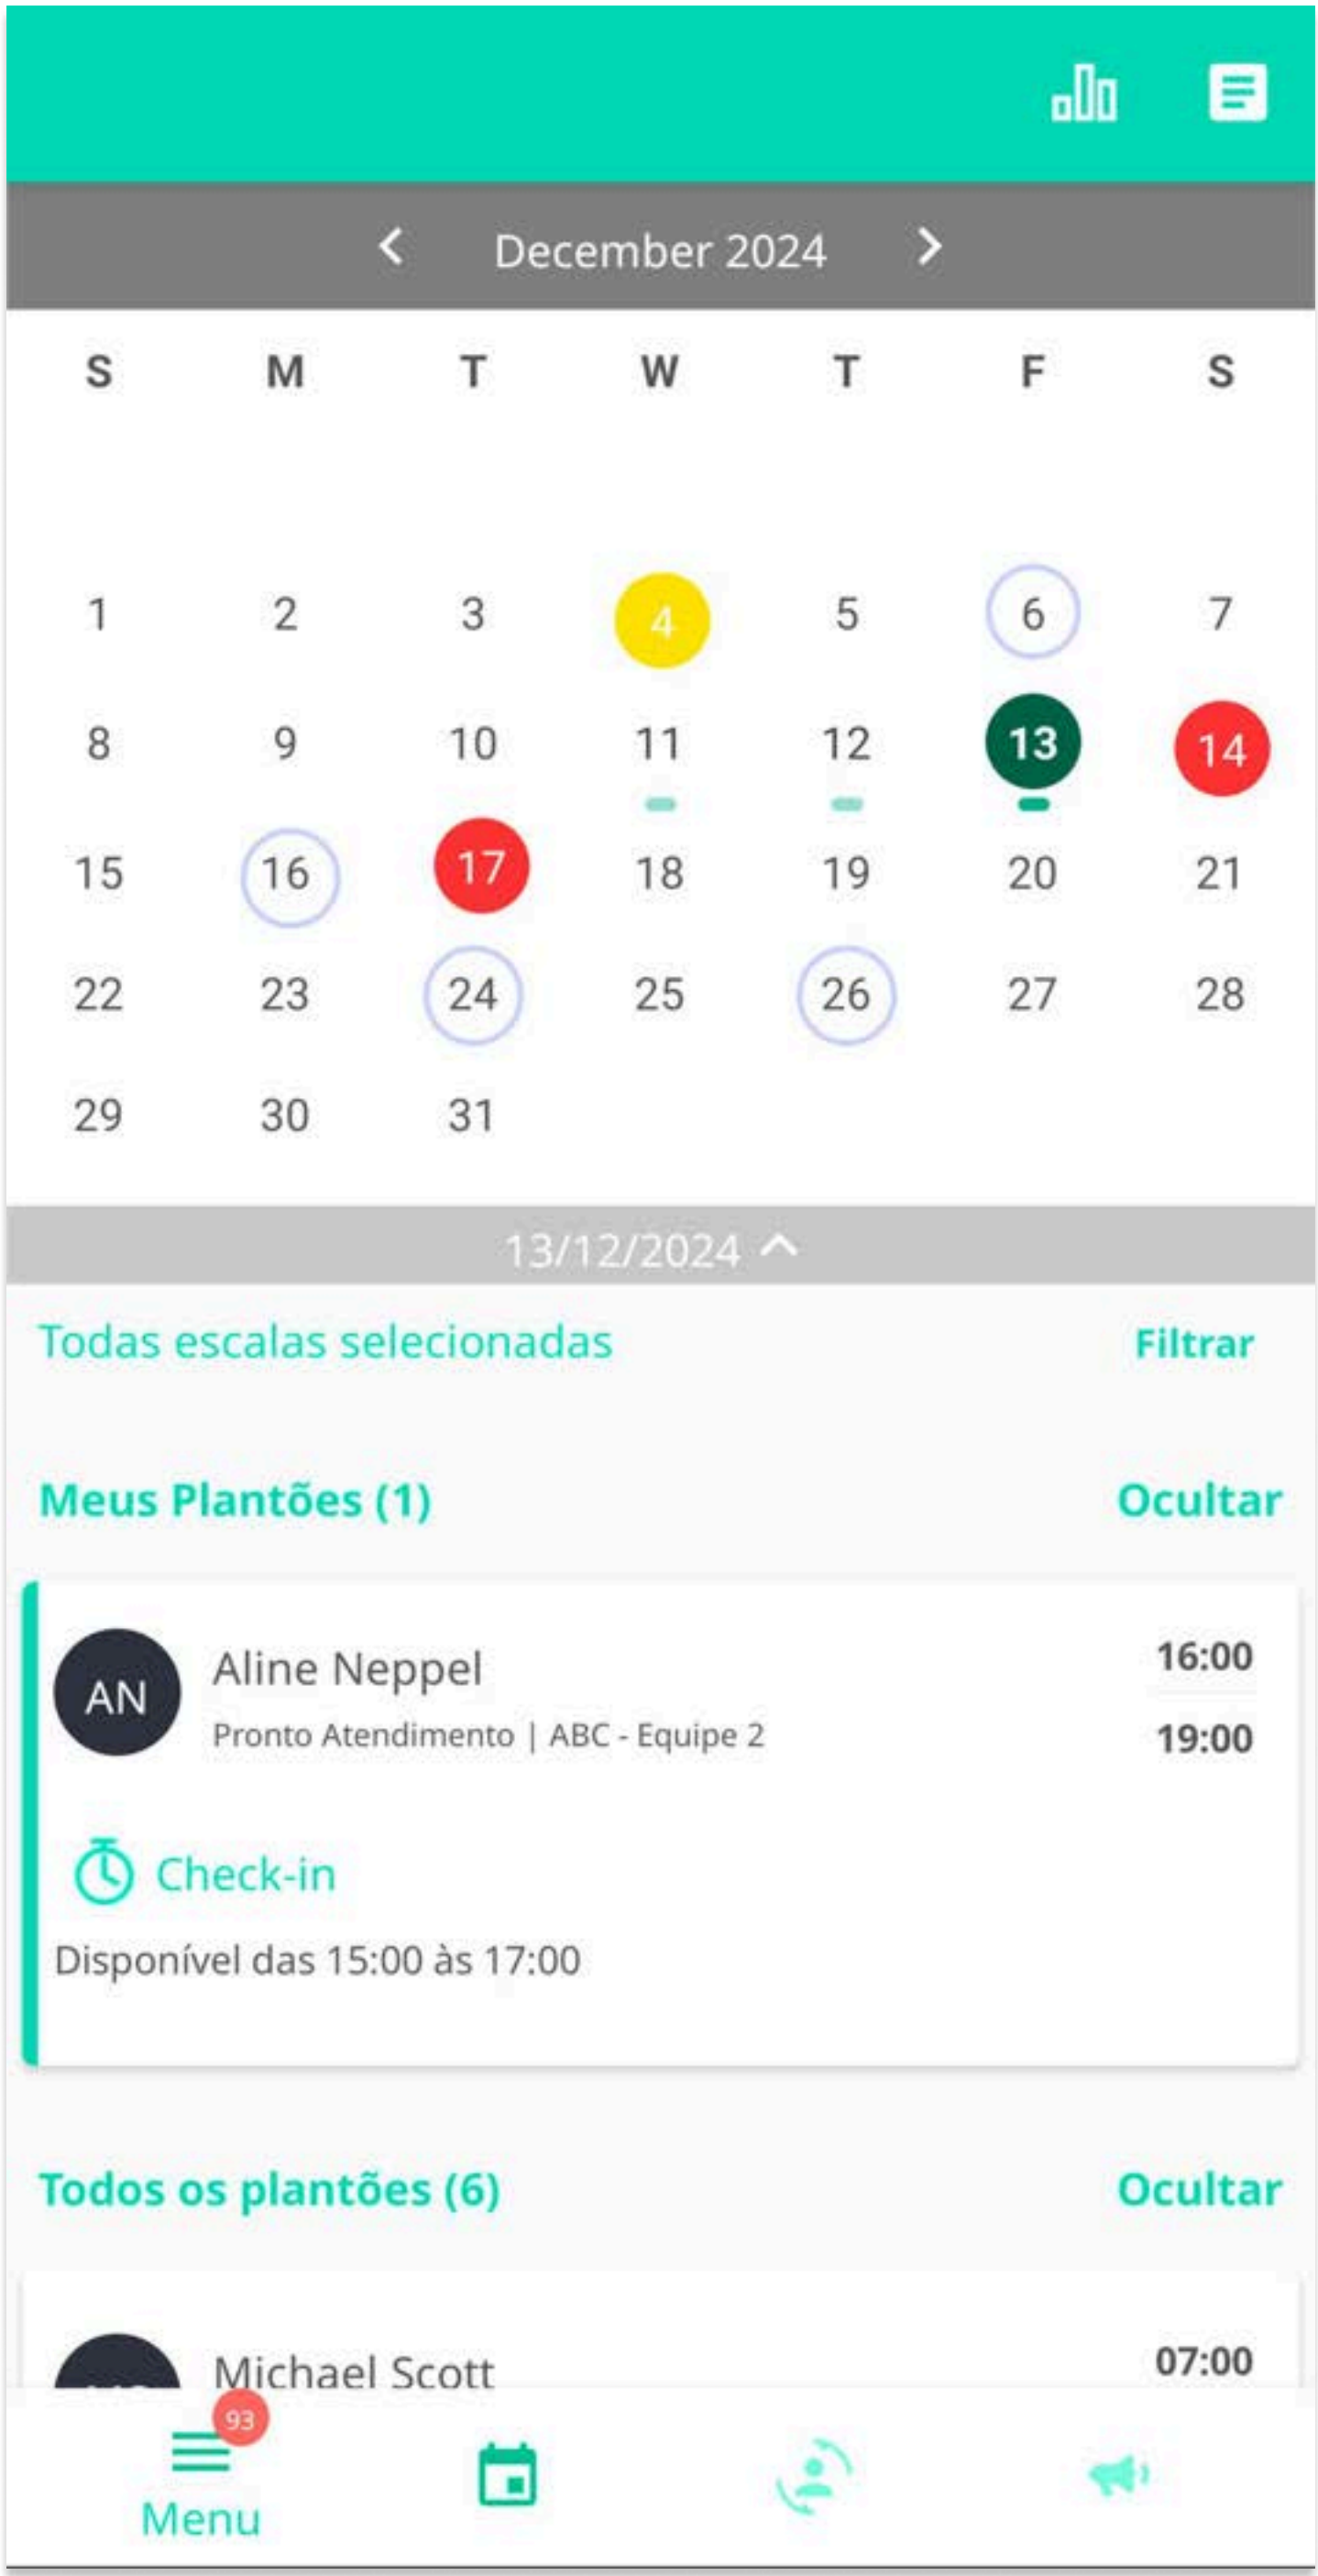 December 2024
S M T W T F S
1 2 3 4 5 6 7
8 9 10 11 12 13 14
15 16 17 18 19 20 21
22 23 24 25 26 27 28
29 30 31
13/12/2024
Todas escalas selecionadas Filtrar
Meus Plantões (1) Ocultar
AN Aline Neppel 16:00
Pronto Atendimento | ABC - Equipe 2 19:00
Check-in
Disponível das 15:00 às 17:00
Todos os plantões (6) Ocultar
Michael Scott 07:00
93
Menu